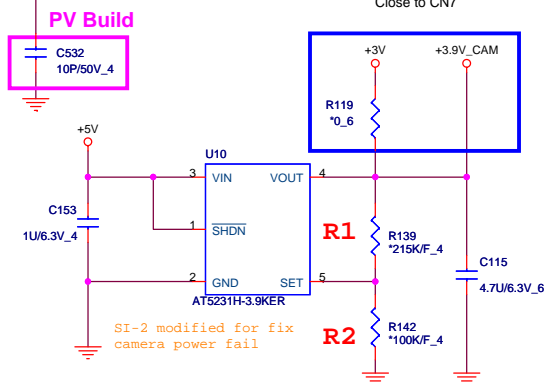 Close to CN7
PV Build
C532
10P/50V_4
+3V
+3.9V_CAM
R119
*0_6
+5V
U10
3
VIN
VOUT
4
C153
1U/6.3V_4
1
SHDN
R1
R139
*215K/F_4
C115
4.7U/6.3V_6
2
GND
SET
5
AT5231H-3.9KER
SI-2 modified for fix
camera power fail
R2
R142
*100K/F_4